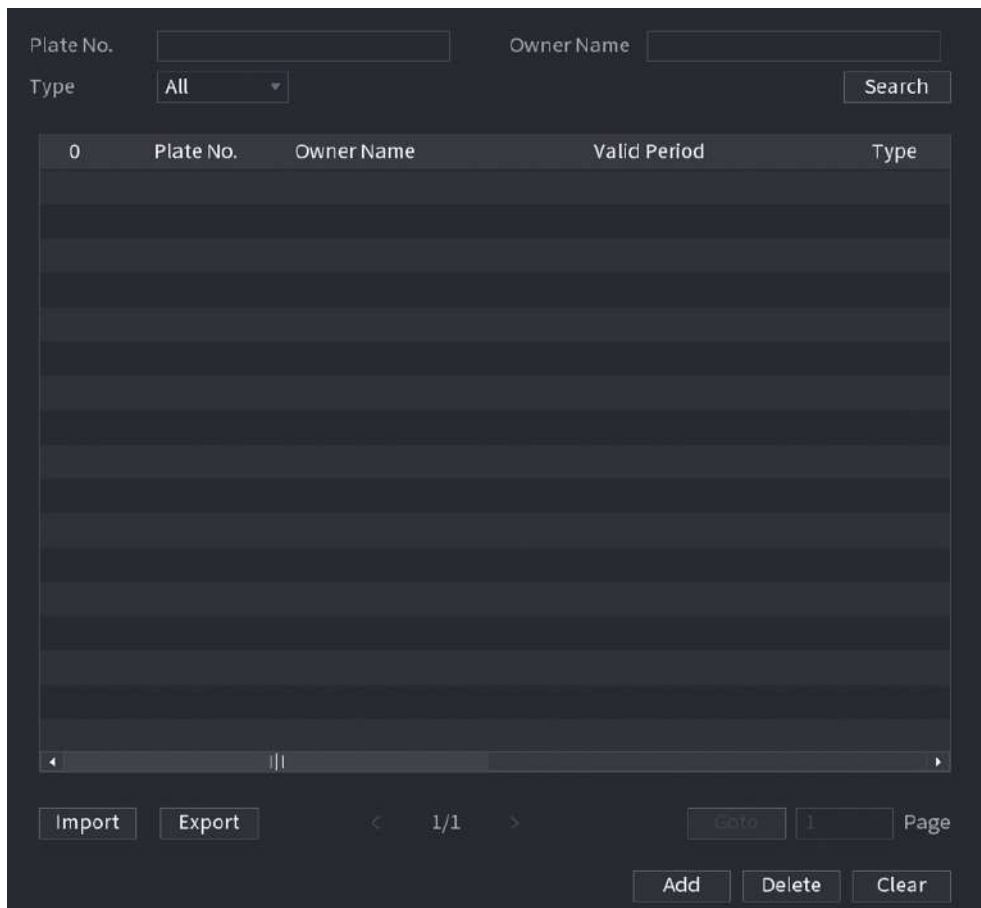 Plate No. Owner Name
Type All Search
0 Plate No. Owner Name Valid Period Type
Import Export < 1/1 > Goto 1 Page
Add Delete Clear